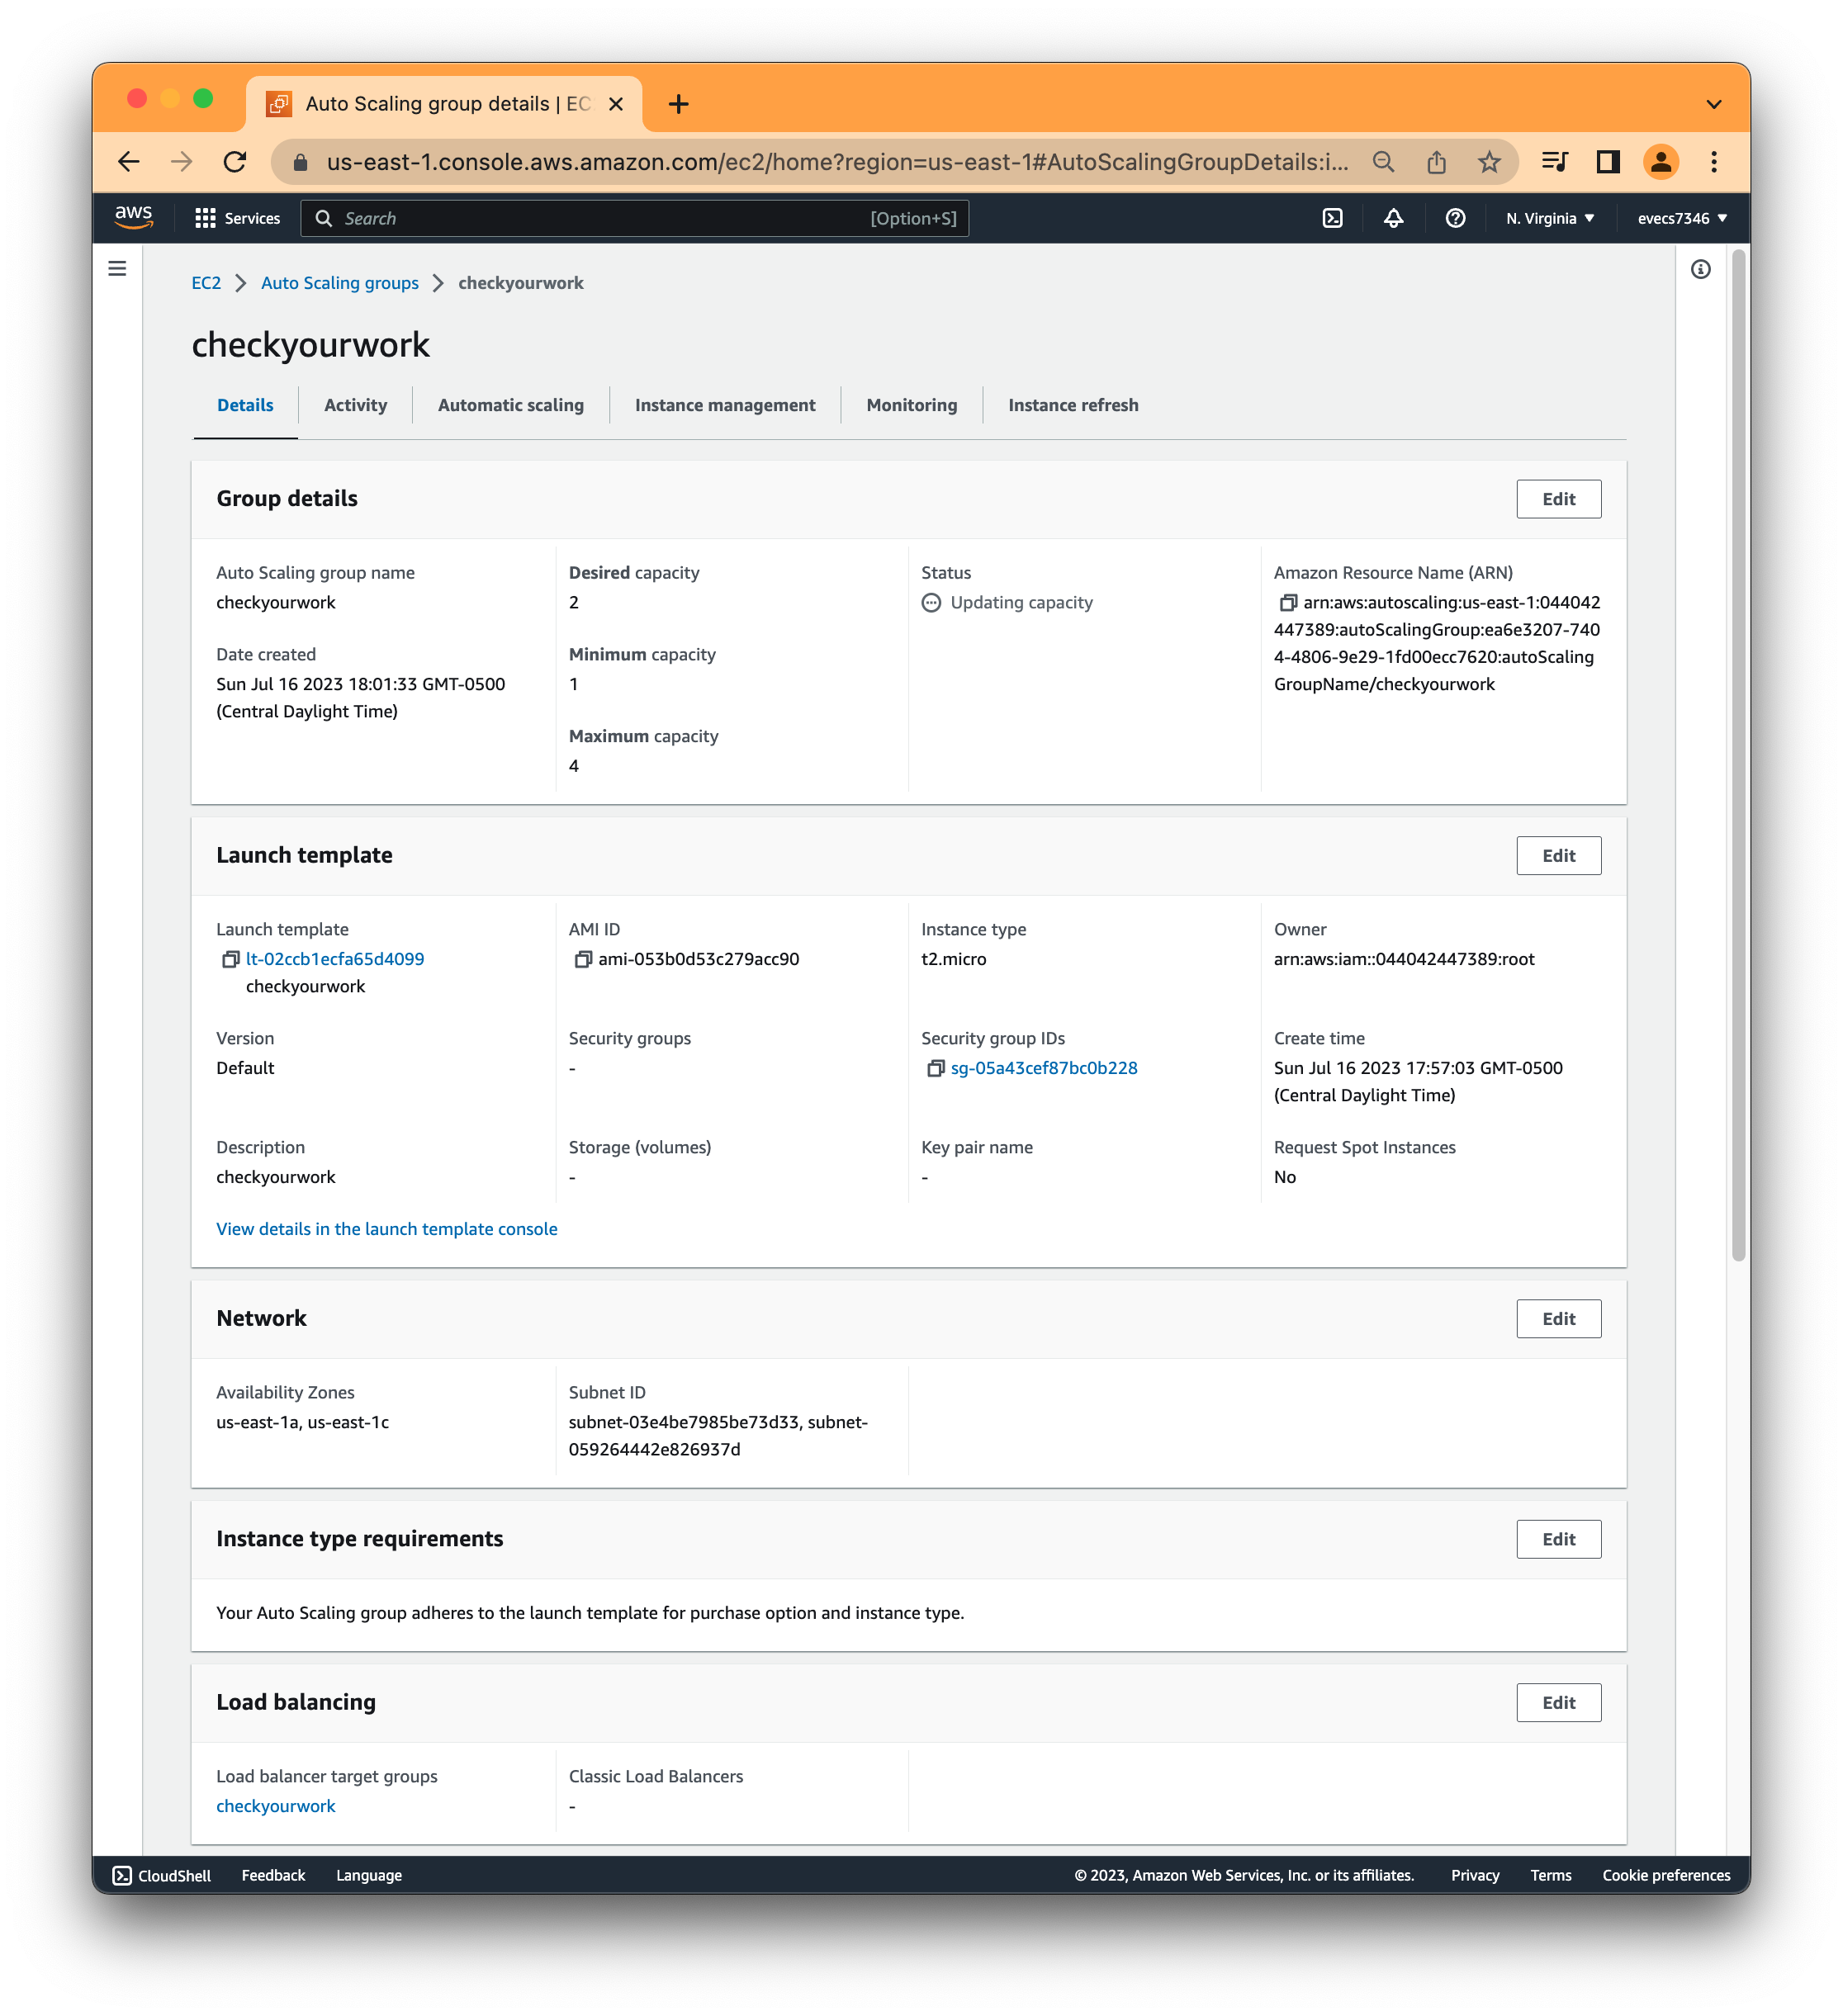 Auto Scaling group details | EC
us-east-1.console.aws.amazon.com/ec2/home?region=us-east-1#AutoScalingGroupDetails:i...
aws
Services
Search
[Option+S]
N. Virginia
evecs7346
EC2
Auto Scaling groups
checkyourwork
checkyourwork
Details
Activity
Automatic scaling
Instance management
Monitoring
Instance refresh
Group details
Edit
Auto Scaling group name
checkyourwork
Date created
Sun Jul 16 2023 18:01:33 GMT-0500
(Central Daylight Time)
Desired capacity
2
Minimum capacity
1
Maximum capacity
4
Status
Updating capacity
Amazon Resource Name (ARN)
arn:aws:autoscaling:us-east-1:044042
447389:autoScalingGroup:ea6e3207-740
4-4806-9e29-1fd00ecc7620:autoScaling
GroupName/checkyourwork
Launch template
Edit
Launch template
lt-02ccb1ecfa65d4099
checkyourwork
AMI ID
ami-053b0d53c279acc90
Instance type
t2.micro
Owner
arn:aws:iam::044042447389:root
Version
Default
Security groups
-
Security group IDs
sg-05a43cef87bc0b228
Create time
Sun Jul 16 2023 17:57:03 GMT-0500
(Central Daylight Time)
Description
checkyourwork
Storage (volumes)
-
Key pair name
-
Request Spot Instances
No
View details in the launch template console
Network
Edit
Availability Zones
us-east-1a, us-east-1c
Subnet ID
subnet-03e4be7985be73d33, subnet-
059264442e826937d
Instance type requirements
Edit
Your Auto Scaling group adheres to the launch template for purchase option and instance type.
Load balancing
Edit
Load balancer target groups
checkyourwork
Classic Load Balancers
-
CloudShell
Feedback
Language
© 2023, Amazon Web Services, Inc. or its affiliates.
Privacy
Terms
Cookie preferences